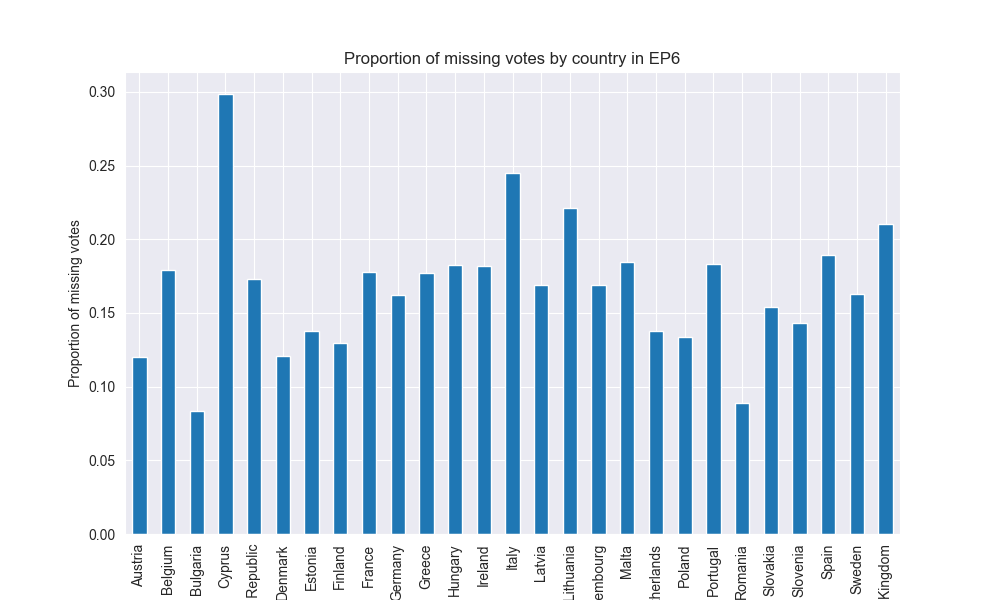 Proportion of missing votes by country in EP6
Proportion of missing votes
0.30
0.25
0.20
0.15
0.10
0.05
0.00
Austria
Belgium
Bulgaria
Cyprus
Republic
Denmark
Estonia
Finland
France
Germany
Greece
Hungary
Ireland
Italy
Latvia
Lithuania
embourg
Malta
therlands
Poland
Portugal
Romania
Slovakia
Slovenia
Spain
Sweden
Kingdom